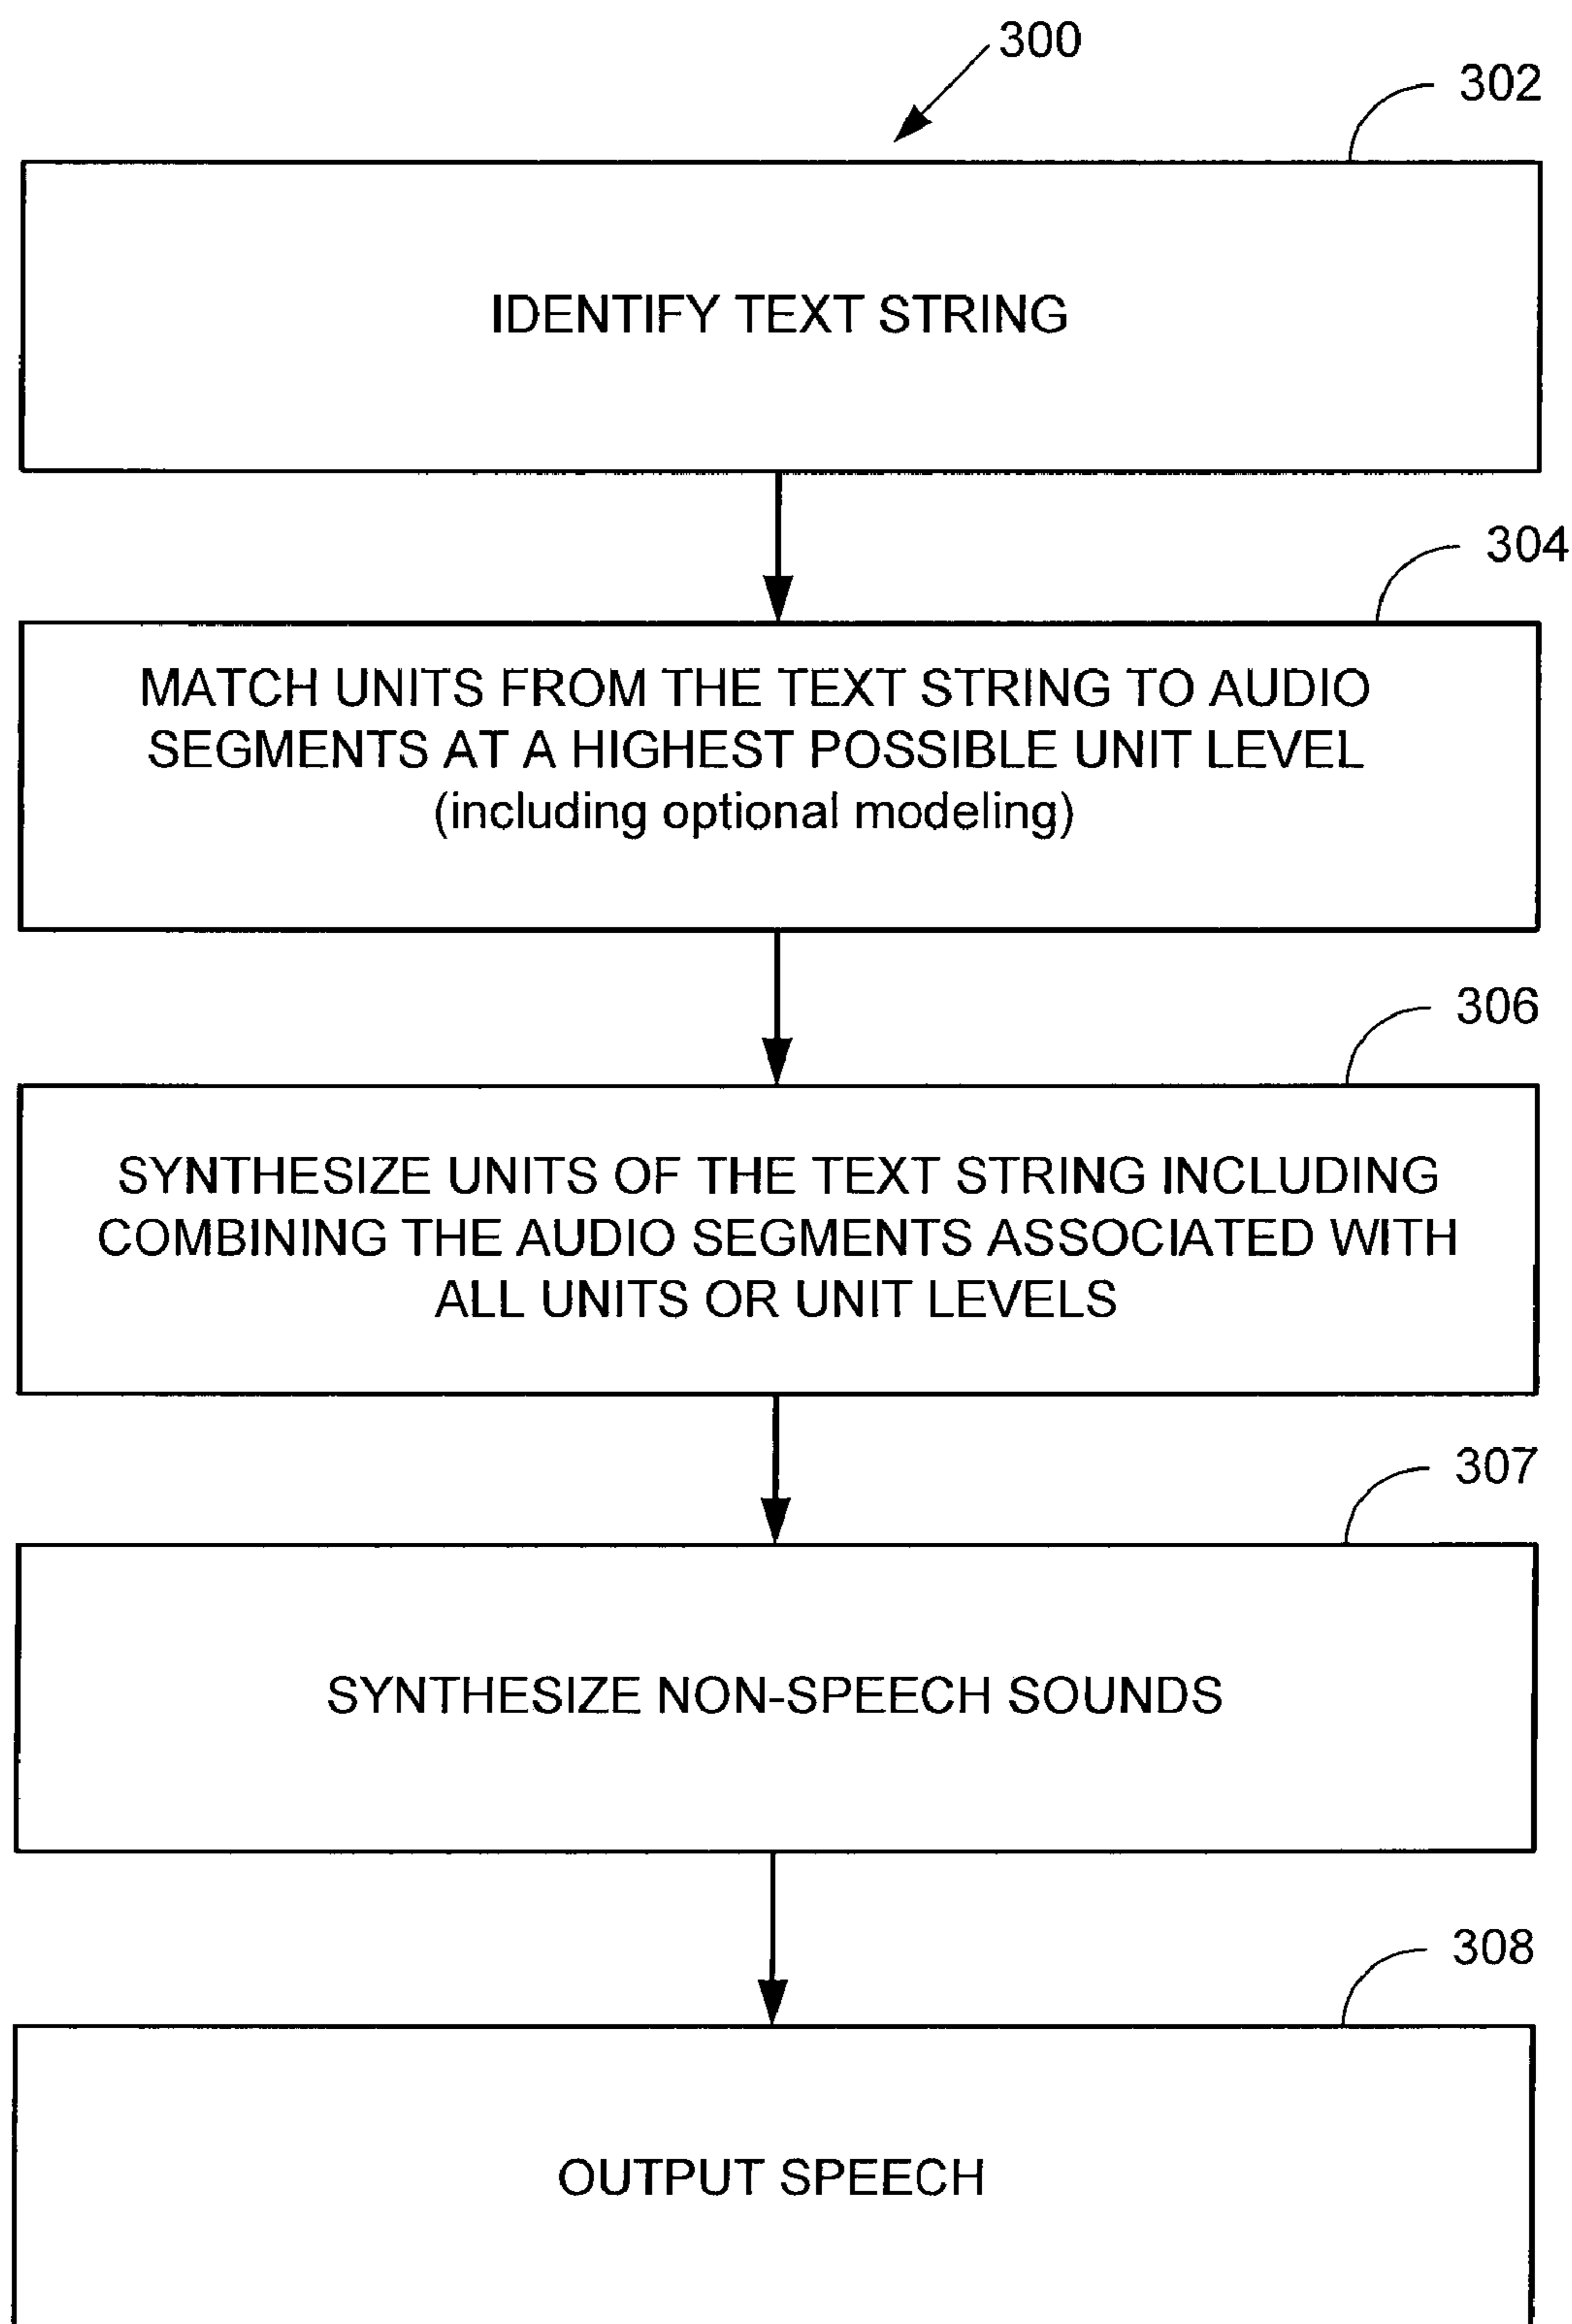 300
302
IDENTIFY TEXT STRING
304
MATCH UNITS FROM THE TEXT STRING TO AUDIO
SEGMENTS AT A HIGHEST POSSIBLE UNIT LEVEL
(including optional modeling)
306
SYNTHESIZE UNITS OF THE TEXT STRING INCLUDING
COMBINING THE AUDIO SEGMENTS ASSOCIATED WITH
ALL UNITS OR UNIT LEVELS
307
SYNTHESIZE NON-SPEECH SOUNDS
308
OUTPUT SPEECH